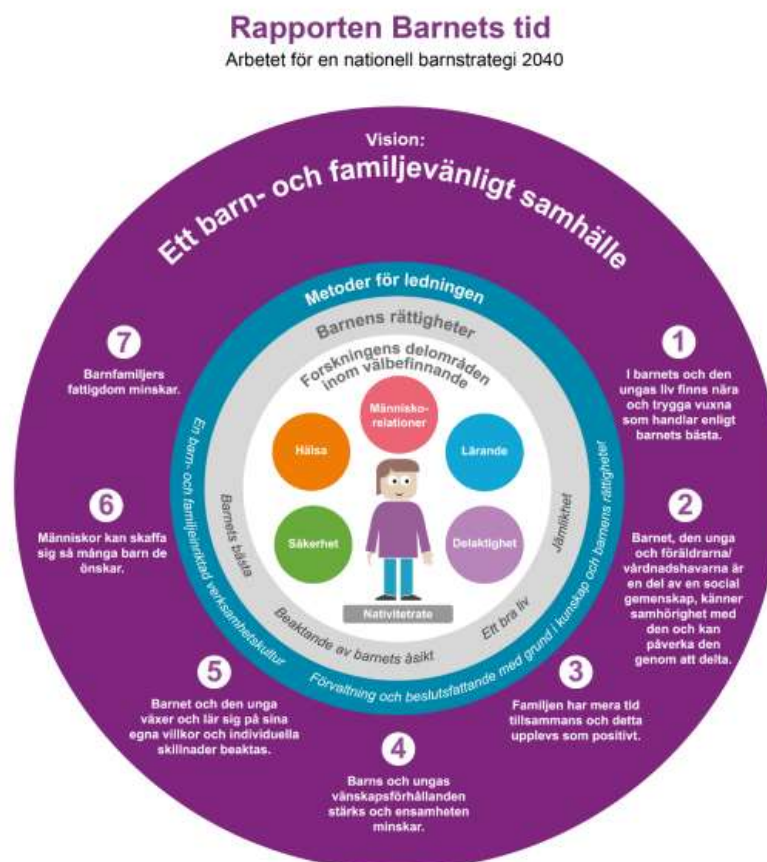 Rapporten Barnets tid
Arbetet för en nationell barnstrategi 2040
Vision:
Ett barn- och familjevänligt samhälle
Metoder för ledningen
Barnens rättigheter
Forskningens delområden
inom välbefinnande
Människo-
relationer
Hälsa
Lärande
Säkerhet
Delaktighet
Nativitetrate
Barnets bästa
Beaktande av barnets åsikt
Ett bra liv
Jämlikhet
En barn- och familjeinriktad verksamhetskultur
Förvaltning och beslutsfattande med grund i kunskap och barnens rättigheter
1
I barnets och den
ungas liv finns nära
och trygga vuxna
som handlar enligt
barnets bästa.
2
Barnet, den unga
och föräldrarna/
vårdnadshavarna är
en del av en social
gemenskap, känner
samhörighet med
den och kan
påverka den
genom att delta.
3
Familjen har mera tid
tillsammans och detta
upplevs som positivt.
4
Barns och ungas
vänskapsförhållanden
stärks och ensamheten
minskar.
5
Barnet och den unga
växer och lär sig på sina
egna villkor och individuella
skillnader beaktas.
6
Människor kan skaffa
sig så många barn de
önskar.
7
Barnfamiljers
fattigdom minskar.